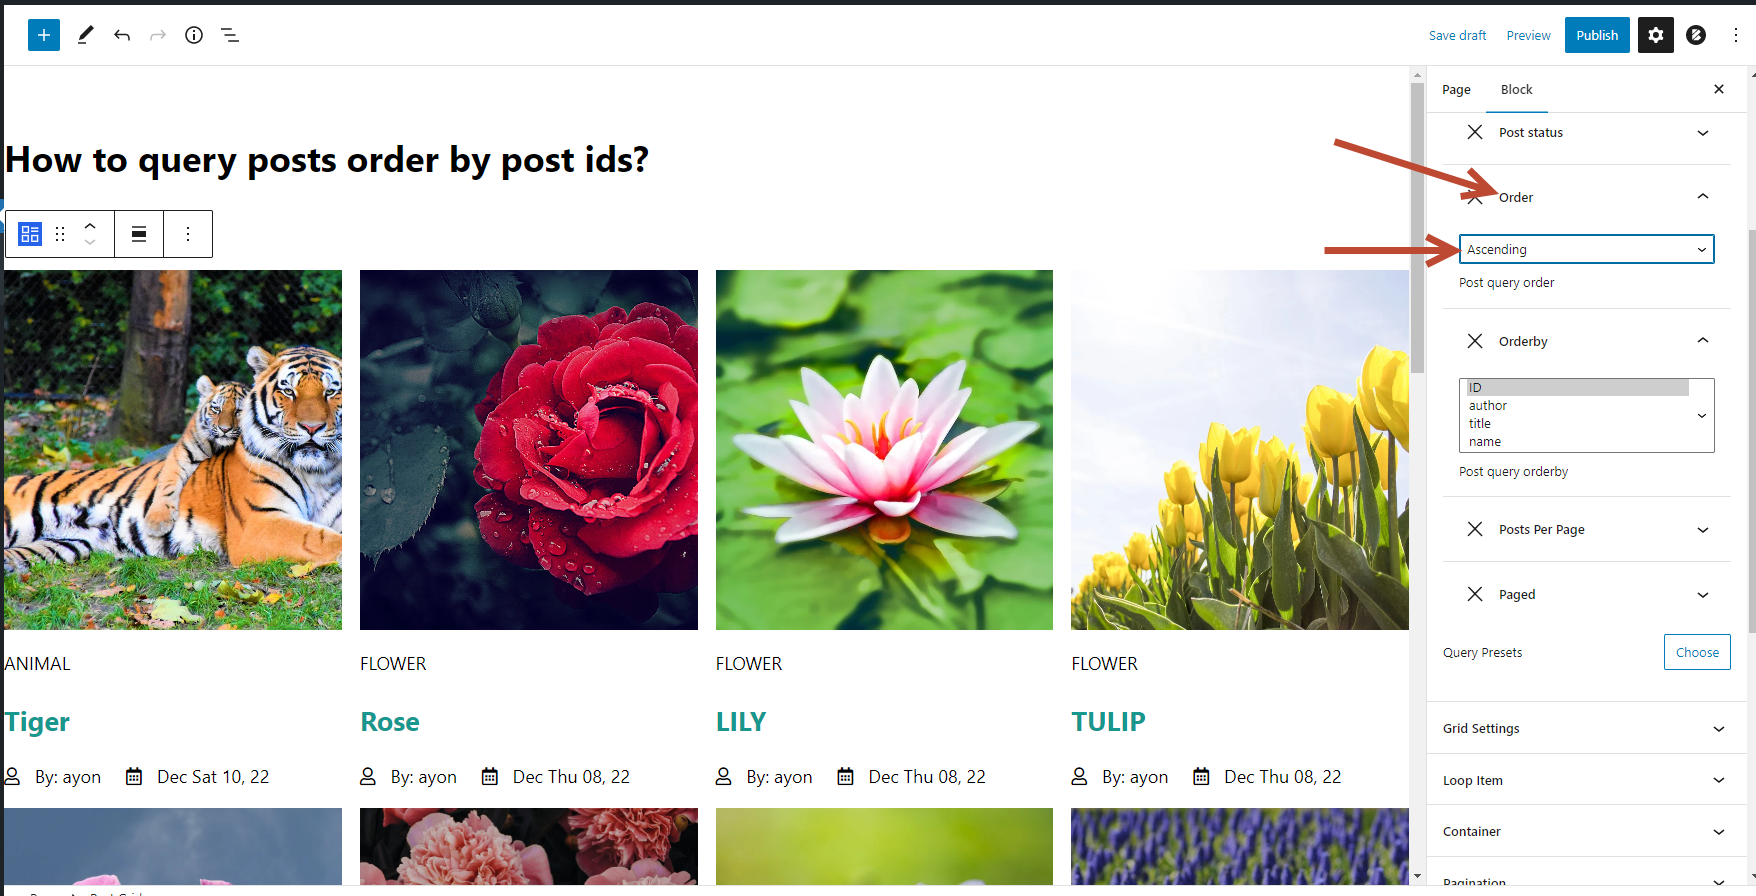 Save draft
Preview
Publish
Page
Block
How to query posts order by post ids?
Post status
Order
Ascending
Post query order
Orderby
ID
author
title
name
Post query orderby
Posts Per Page
Paged
Query Presets
Choose
Grid Settings
Loop Item
Container
Pagination
ANIMAL
FLOWER
FLOWER
FLOWER
Tiger
Rose
LILY
TULIP
By: ayon
Dec Sat 10, 22
By: ayon
Dec Thu 08, 22
By: ayon
Dec Thu 08, 22
By: ayon
Dec Thu 08, 22